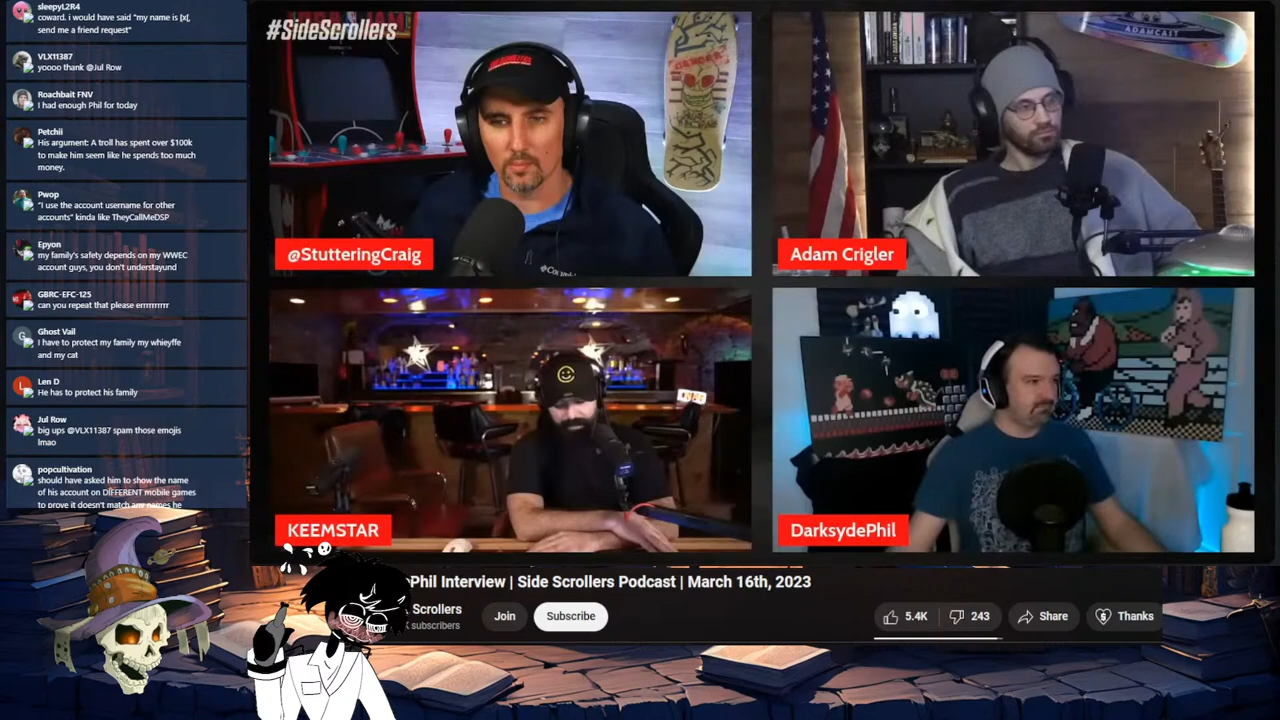 sleepyL2R4
coward. i would have said "my name is [x[,
send me a friend request"
VLX11387
yoooo thank @Jul Row
Roachbait FNV
I had enough Phil for today
Petchii
His argument: A troll has spent over $100k
to make him seem like he spends too much
money.
Pwop
"I use the account username for other
accounts" kinda like TheyCallMeDSP
Epyon
my family's safety depends on my WWEC
account guys, you don't understayund
GBRC-EFC-125
can you repeat that please errrrrrrrr
G
Ghost Vail
I have to protect my family my whieyffe
and my cat
L
Len D
He has to protect his family
Jul Row
big ups @VLX11387 spam those emojis
lmao
popcultivation
should have asked him to show the name
of his account on DIFFERENT mobile games
to prove it doesn't match any names he
#SideScrollers
@StutteringCraig
ADAMCAST
Adam Crigler
KEEMSTAR
DarksydePhil
Phil Interview | Side Scrollers Podcast | March 16th, 2023
Scrollers
subscribers
Join
Subscribe
5.4K
243
Share
Thanks